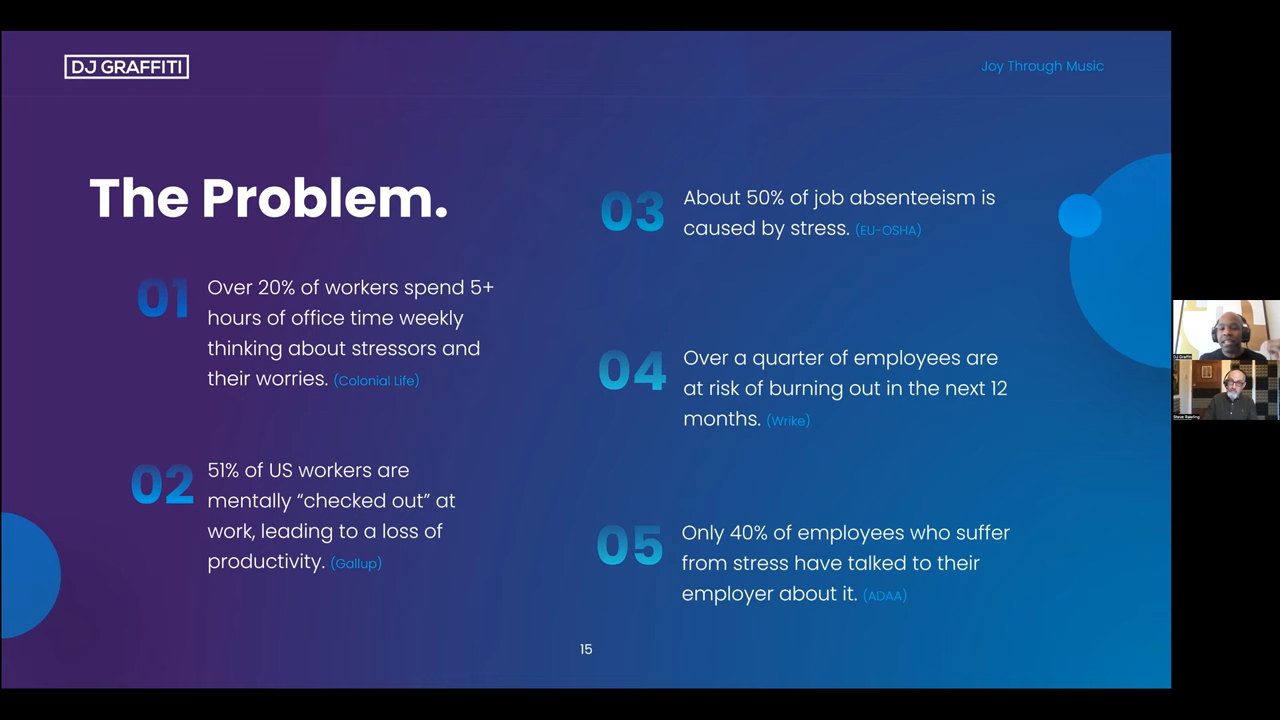 DJ GRAFFITI
Joy Through Music
The Problem.
01
Over 20% of workers spend 5+
hours of office time weekly
thinking about stressors and
their worries. (Colonial Life)
02
51% of US workers are
mentally “checked out” at
work, leading to a loss of
productivity. (Gallup)
03
About 50% of job absenteeism is
caused by stress. (EU-OSHA)
04
Over a quarter of employees are
at risk of burning out in the next 12
months. (Wrike)
05
Only 40% of employees who suffer
from stress have talked to their
employer about it. (ADAA)
15
DJ Graffiti
Steve Rawling